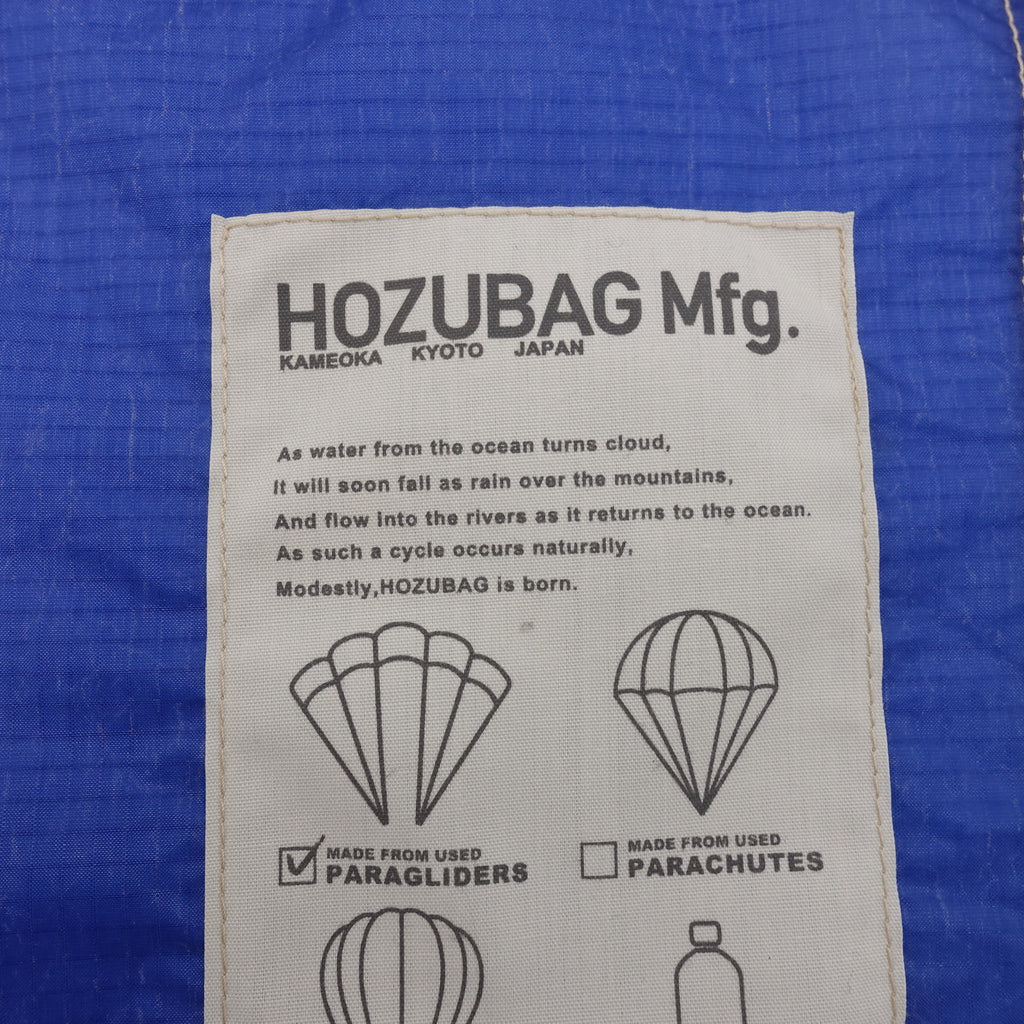 HOZUBAG Mfg.
KAMEOKA KYOTO JAPAN
As water from the ocean turns cloud,
It will soon fall as rain over the mountains,
And flow into the rivers as it returns to the ocean.
As such a cycle occurs naturally,
Modestly,HOZUBAG is born.
MADE FROM USED
PARAGLIDERS
MADE FROM USED
PARACHUTES